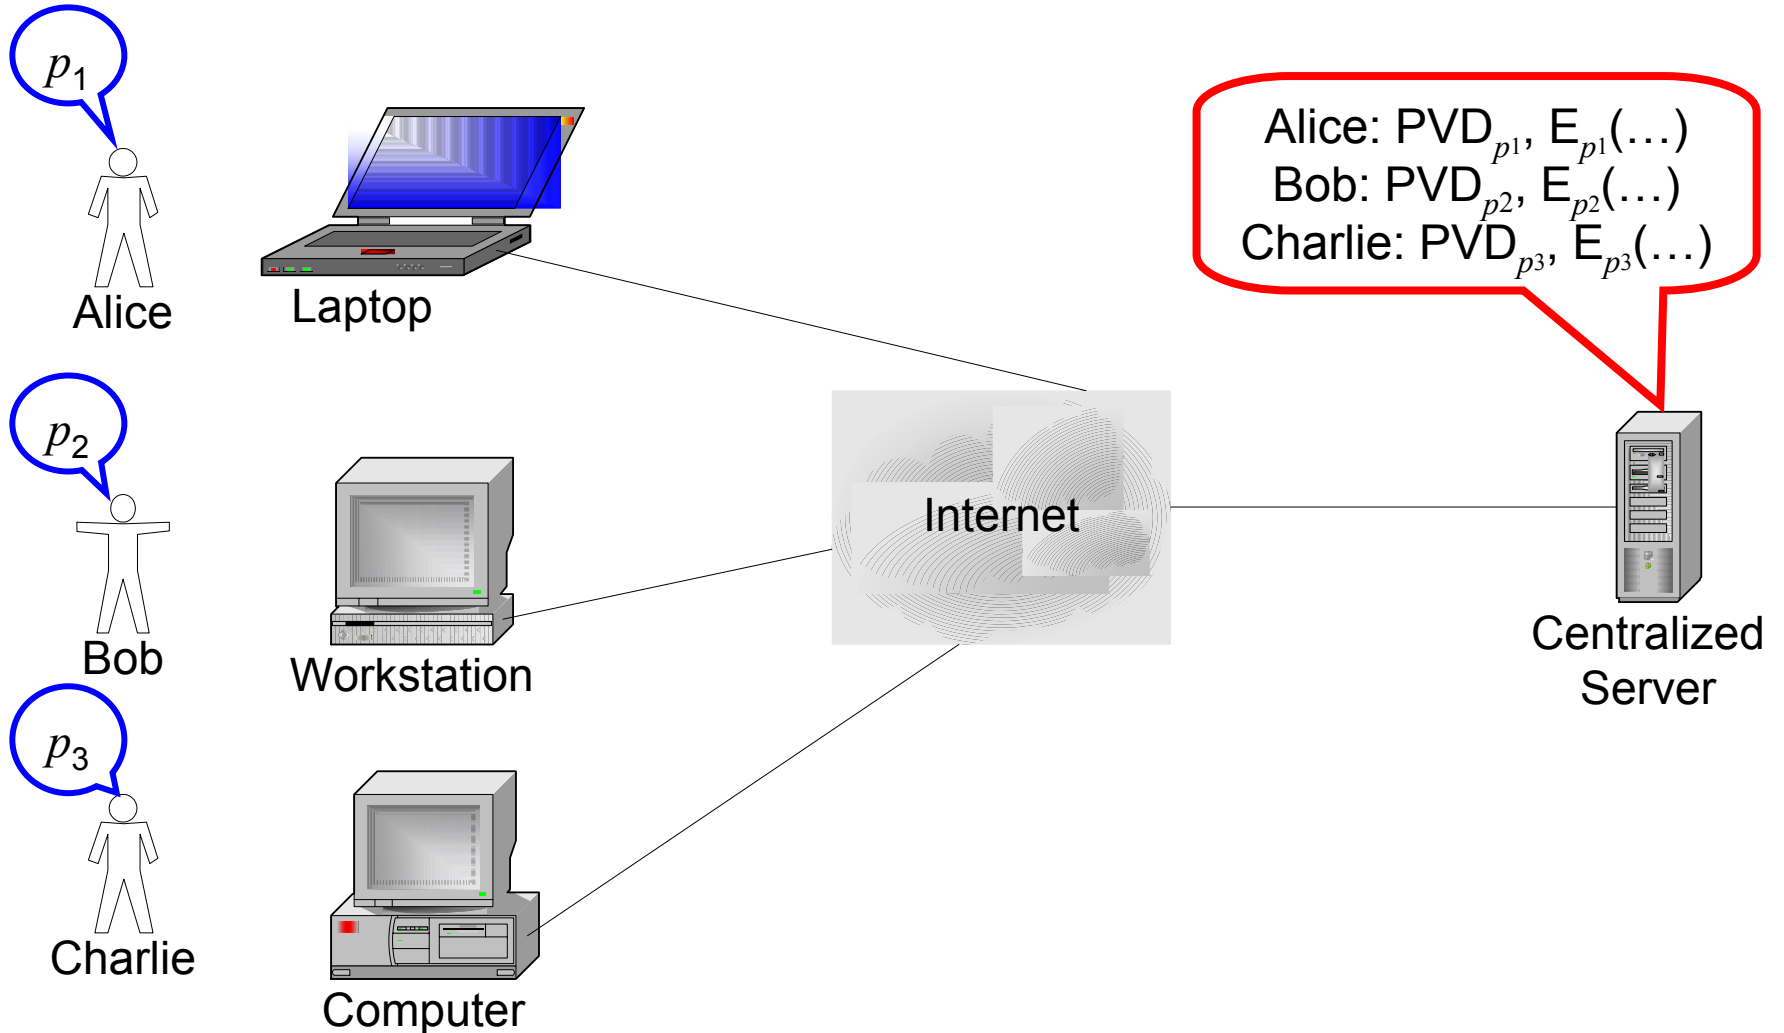 p1
Alice
Laptop
Alice: PVDp1, Ep1(…)
Bob: PVDp2, Ep2(…)
Charlie: PVDp3, Ep3(…)
p2
Bob
Workstation
Internet
Centralized
Server
p3
Charlie
Computer